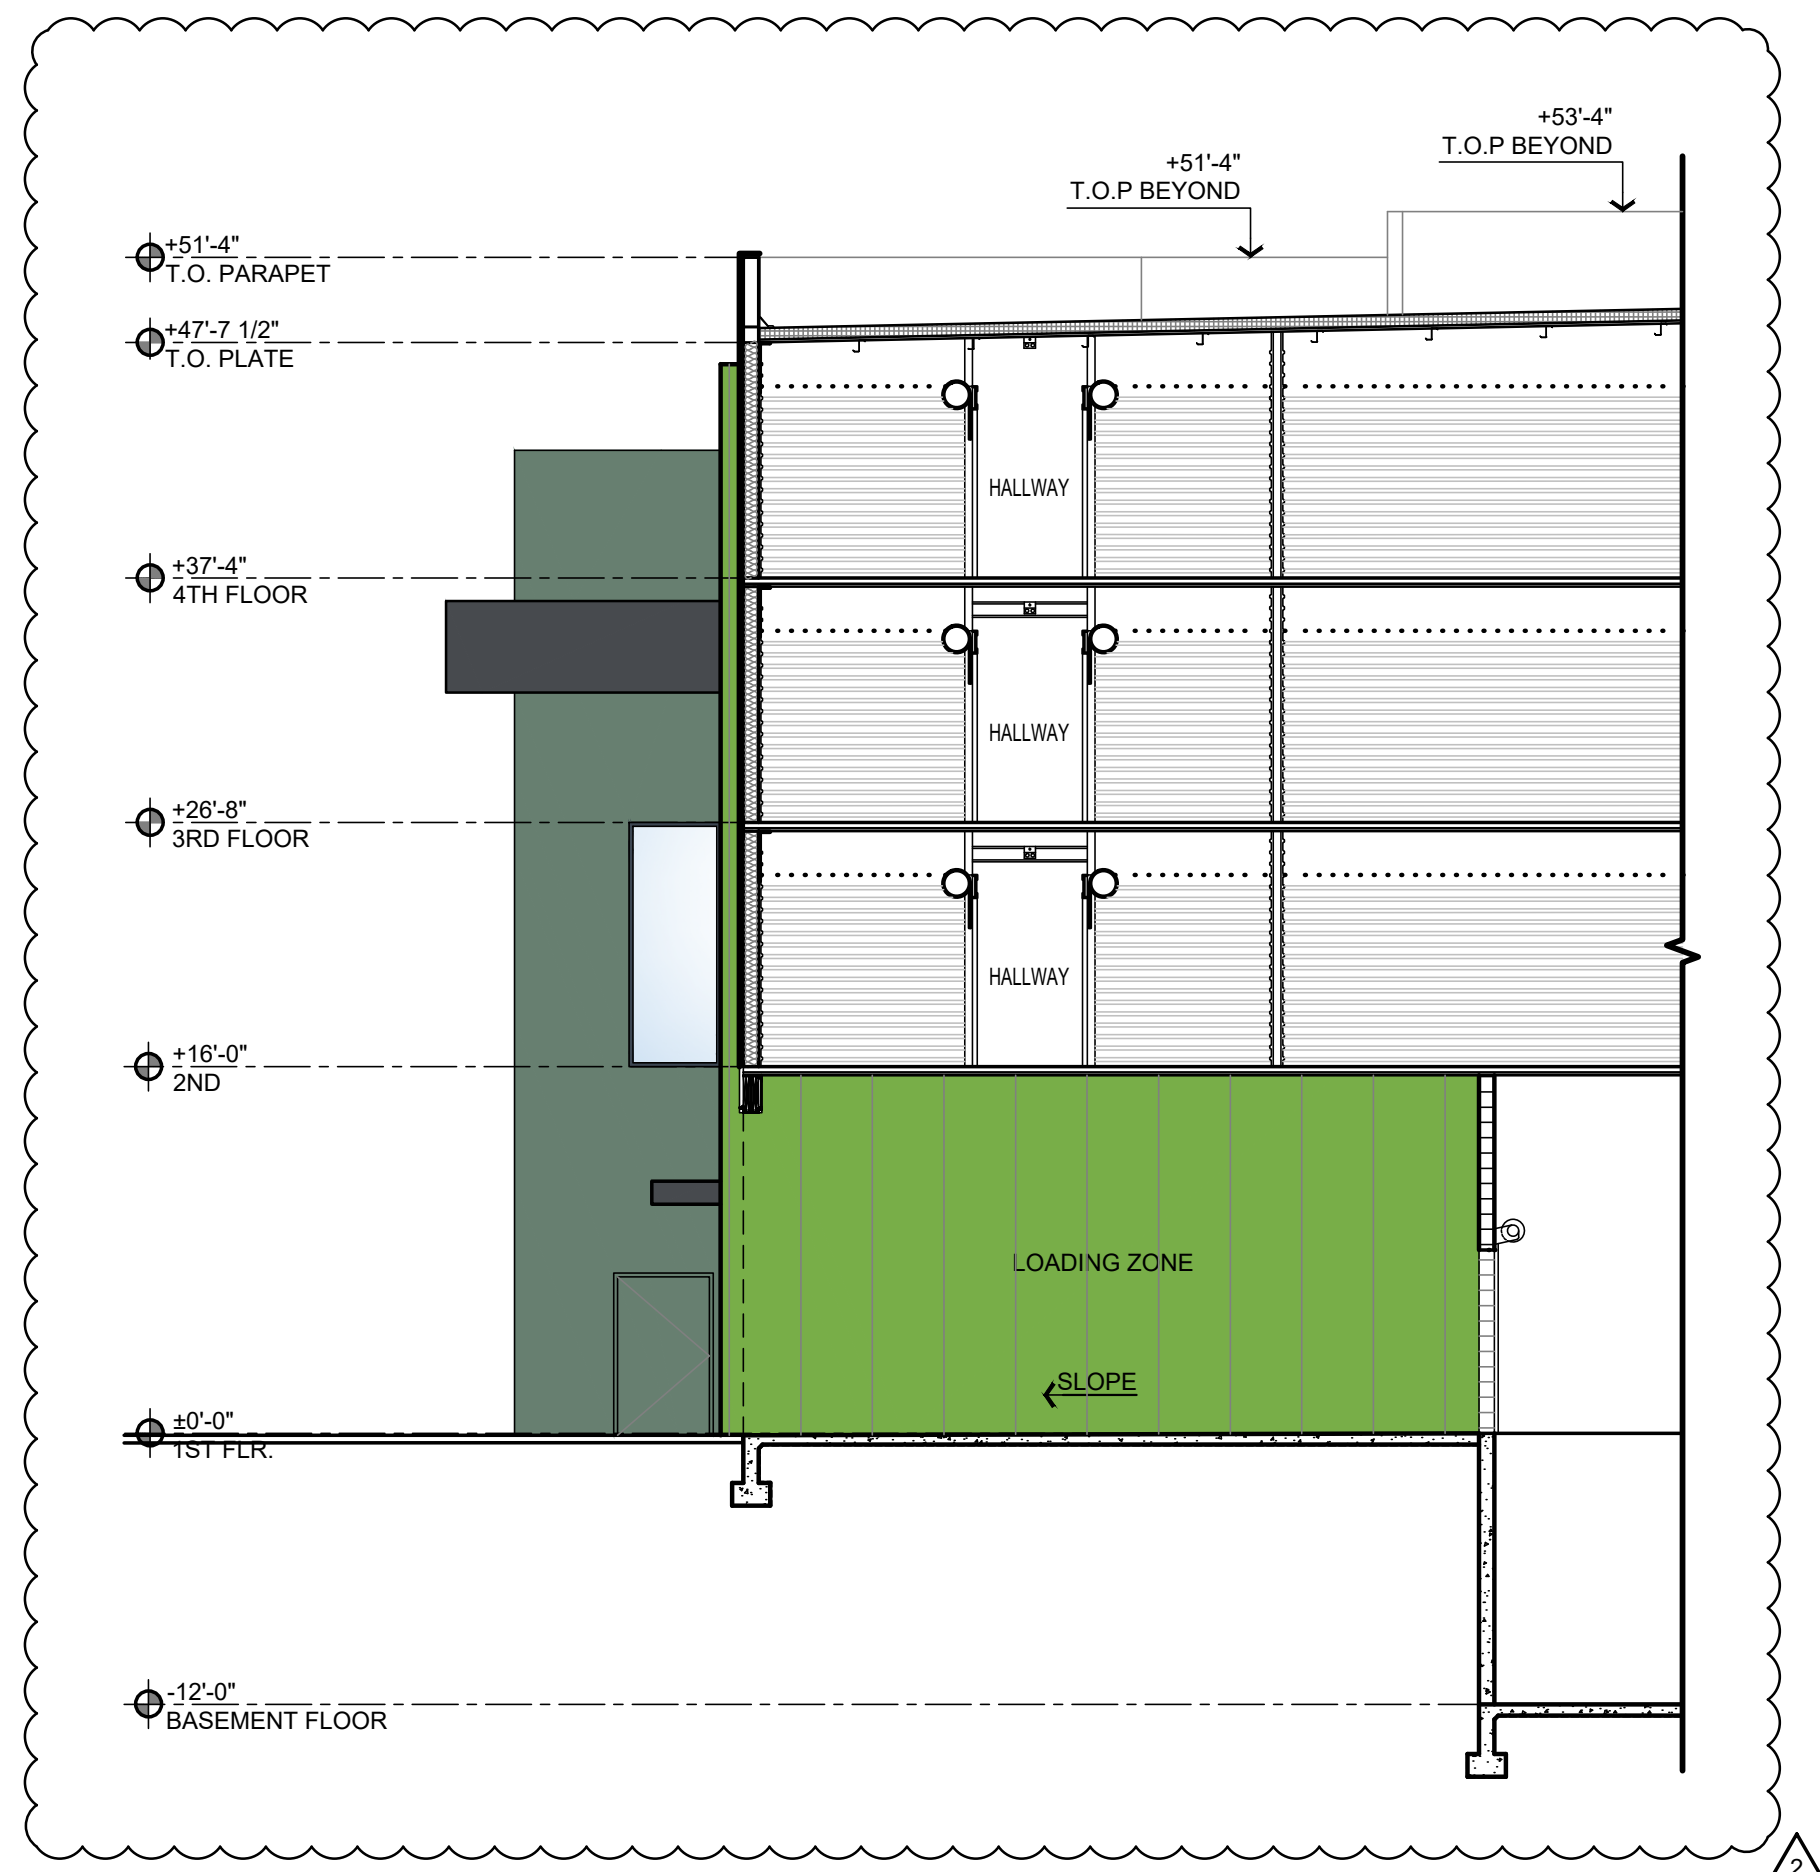 +53'-4"
T.O.P BEYOND
+51'-4"
T.O.P BEYOND
+51'-4"
T.O. PARAPET
+47'-7 1/2"
T.O. PLATE
HALLWAY
+37'-4"
4TH FLOOR
HALLWAY
+26'-8"
3RD FLOOR
HALLWAY
+16'-0"
2ND
LOADING ZONE
SLOPE
±0'-0"
1ST FLR.
-12'-0"
BASEMENT FLOOR
2